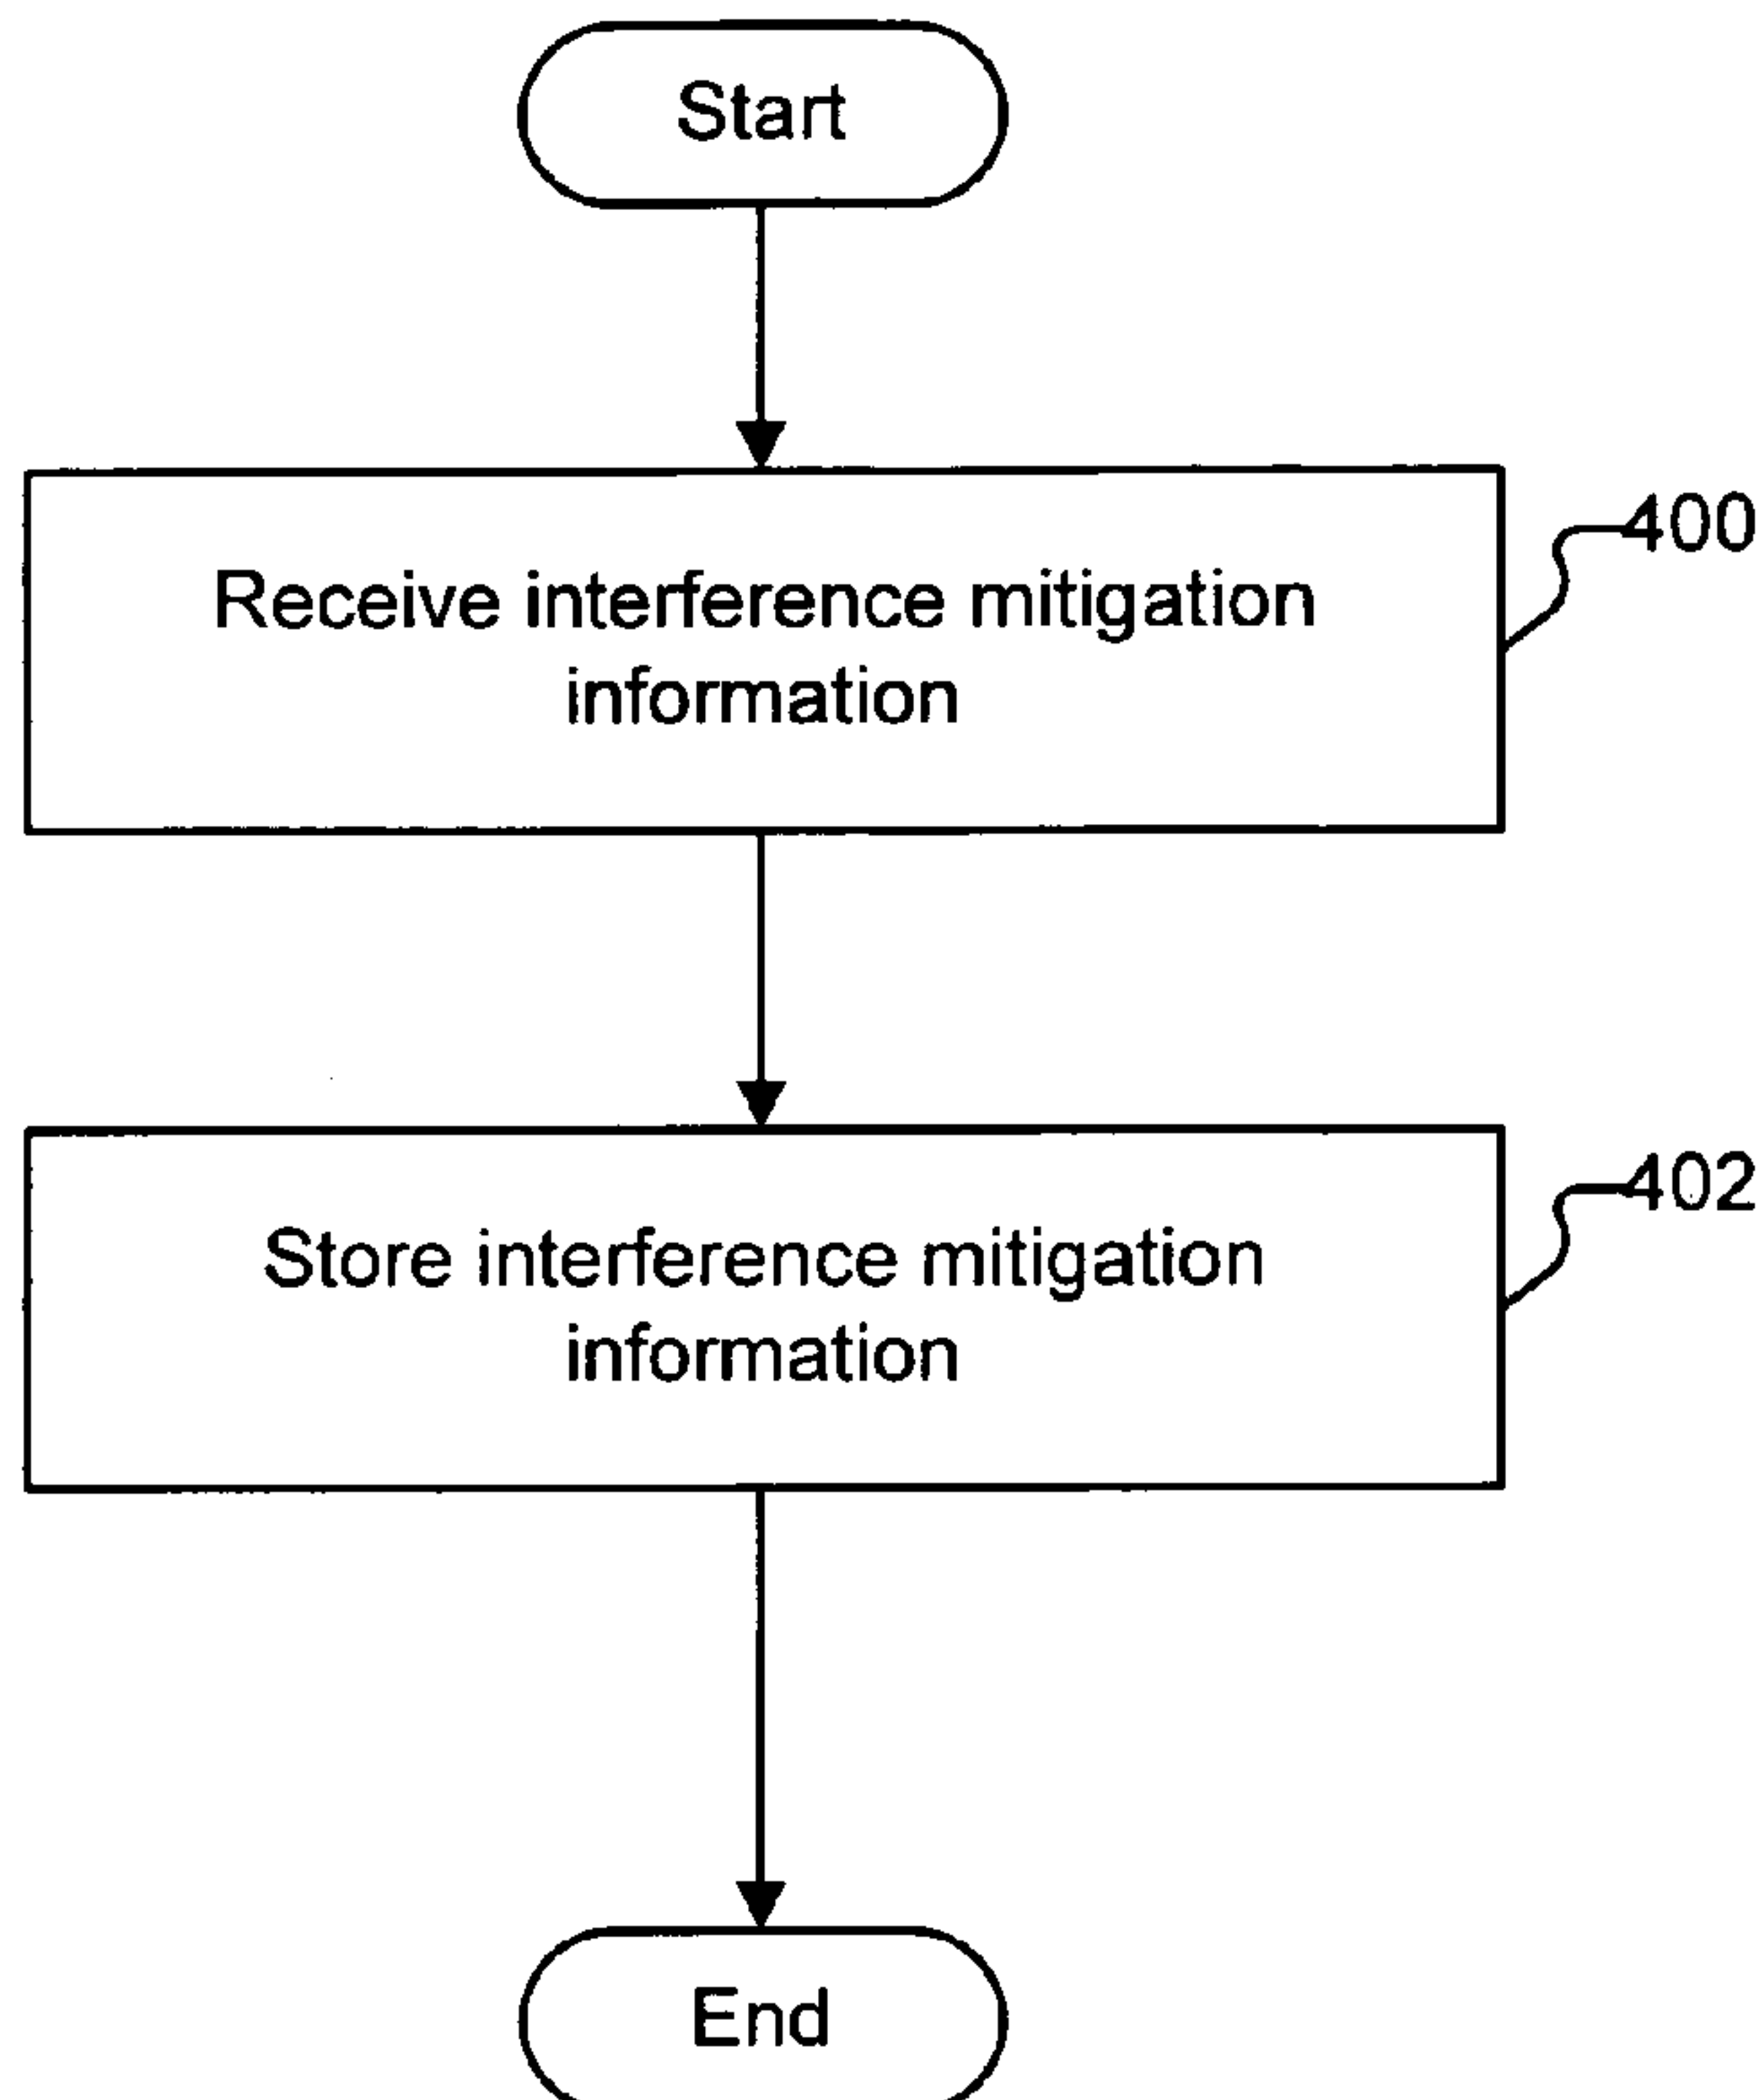 Start
400
Receive interference mitigation
information
402
Store interference mitigation
information
End